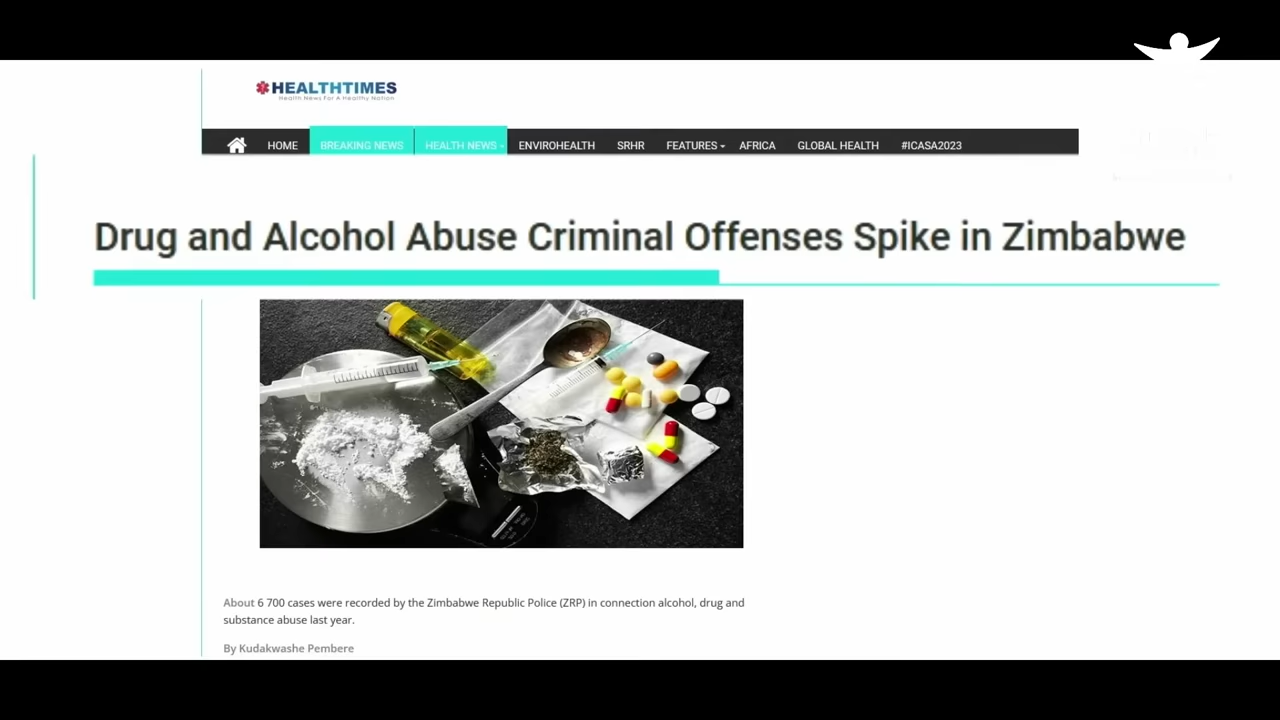 HEALTHTIMES
Health News For A Healthy Nation
HOME BREAKING NEWS HEALTH NEWS ENVIROHEALTH SRHR FEATURES AFRICA GLOBAL HEALTH #ICASA2023
Drug and Alcohol Abuse Criminal Offenses Spike in Zimbabwe
About 6 700 cases were recorded by the Zimbabwe Republic Police (ZRP) in connection alcohol, drug and
substance abuse last year.
By Kudakwashe Pembere